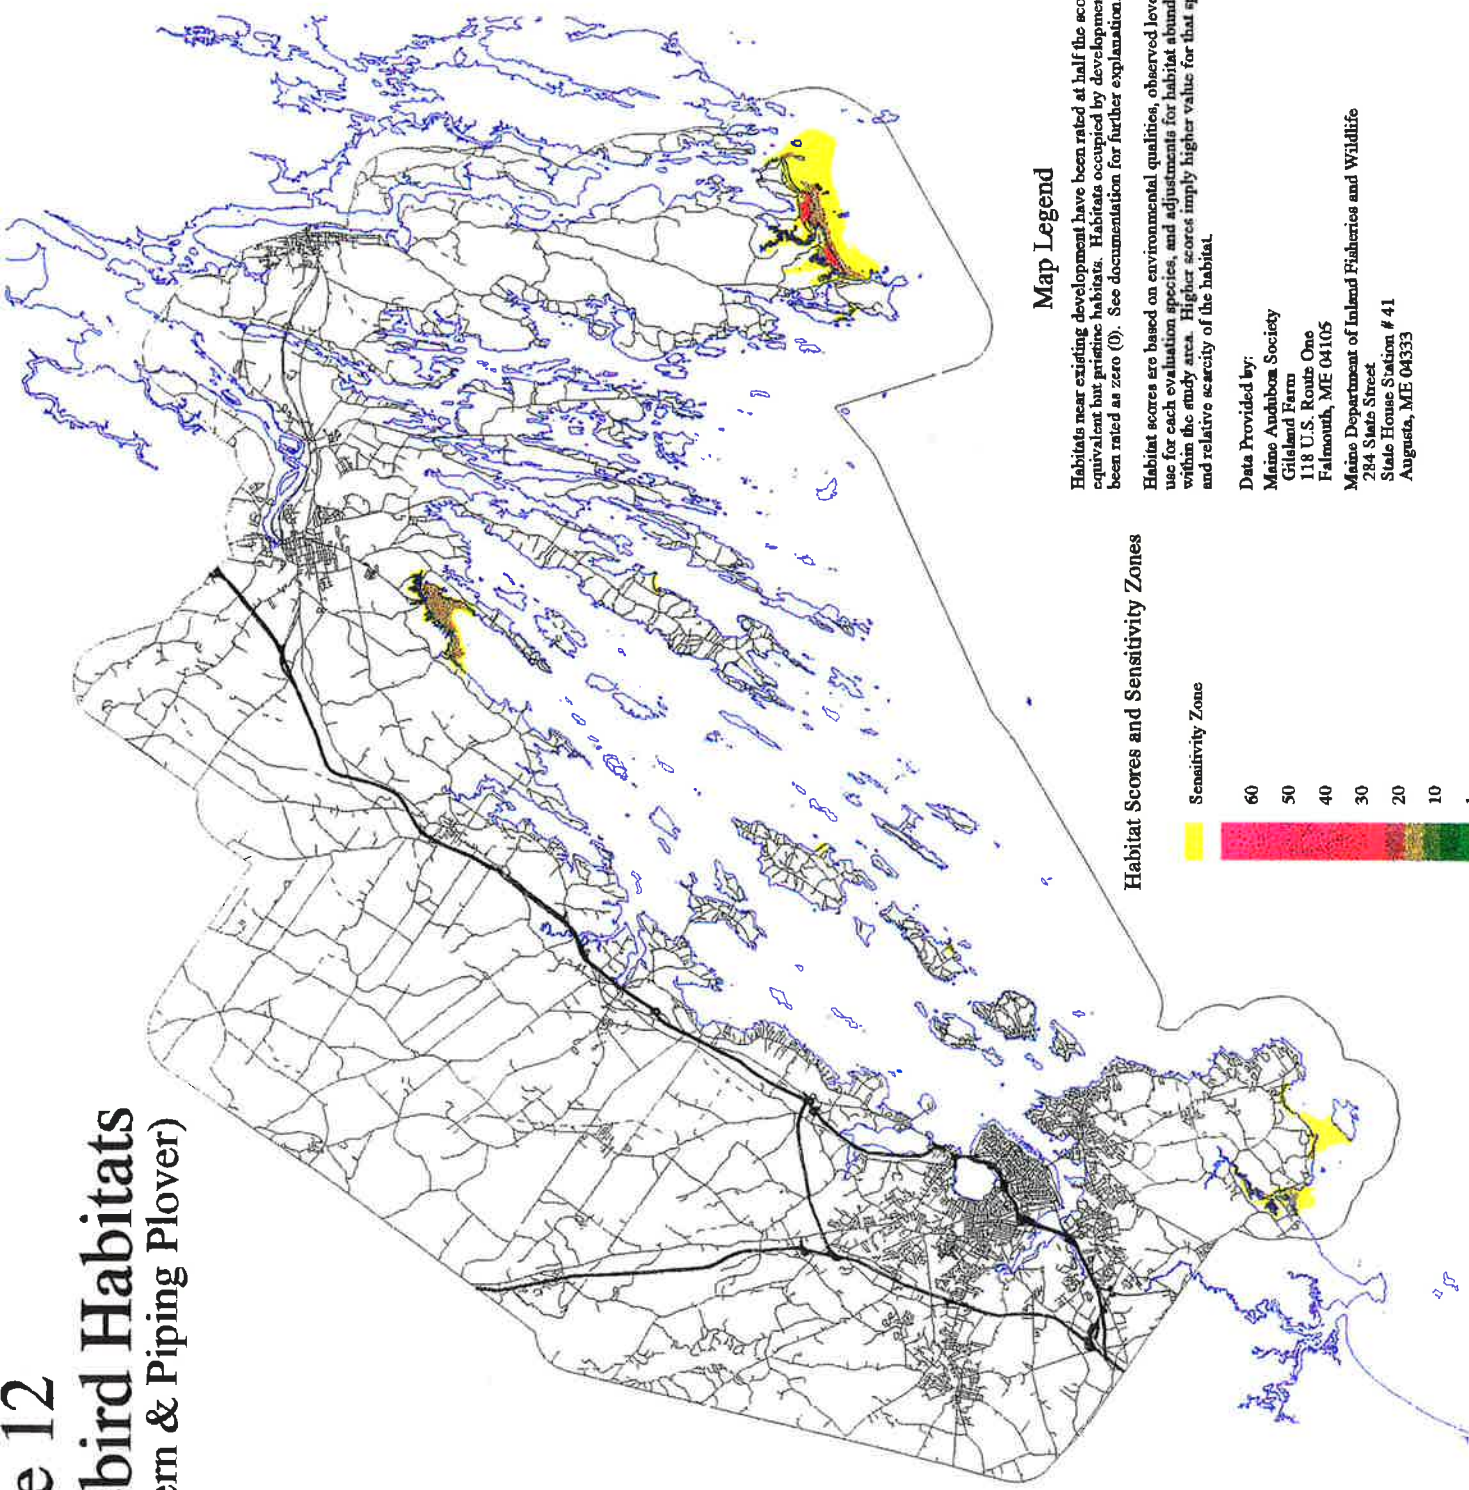 e 12
bird Habitats
ern & Piping Plover)
Map Legend
Habitats near existing development have been rated at half the
equivalent but pristine habitats. Habitats occupied by
been rated as zero (0). See documentation for further explanation.
Habitat scores are based on environmental qualities, observed
use for each evaluation species, and adjustments for habitat
within the study area. Higher scores imply higher value for that
and relative scarcity of the habitat.
Data Provided by:
Maine Audubon Society
Gilsland Farm
118 U.S. Route One
Falmouth, ME 04105
Maine Department of Inland Fisheries and Wildlife
284 State Street
State House Station # 41
Augusta, ME 04333
Habitat Scores and Sensitivity Zones
Sensitivity Zone
60
50
40
30
20
10